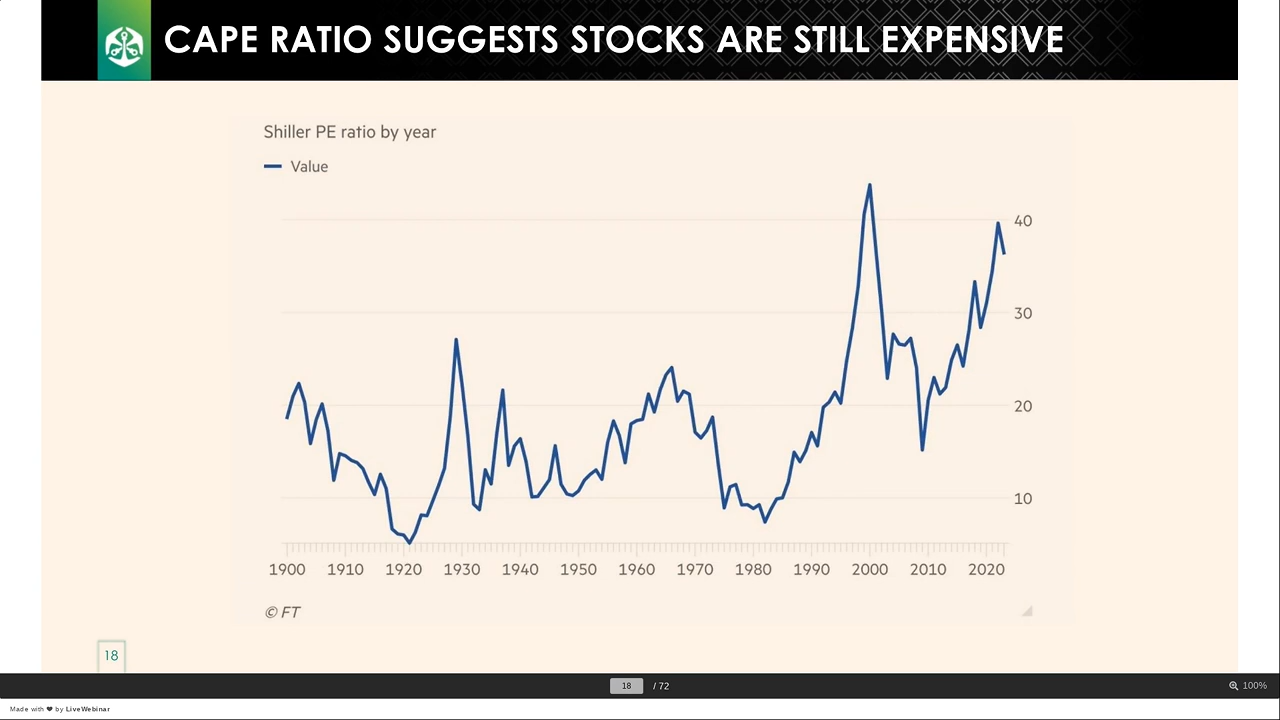 CAPE RATIO SUGGESTS STOCKS ARE STILL EXPENSIVE
Shiller PE ratio by year
Value
40
30
20
10
1900 1910 1920 1930 1940 1950 1960 1970 1980 1990 2000 2010 2020
© FT
18
18 / 72
100%
Made with ❤ by LiveWebinar